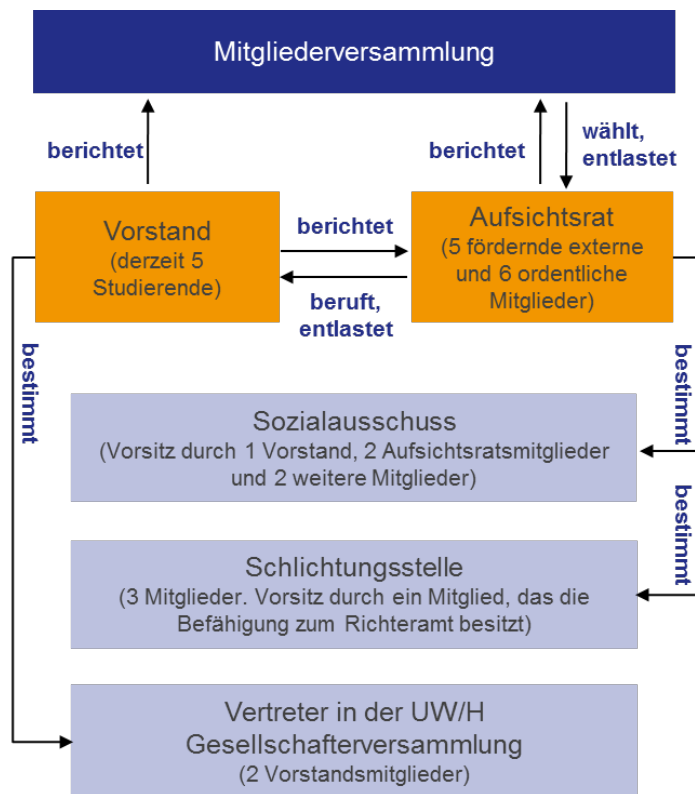 Mitgliederversammlung
berichtet
berichtet
wählt,
entlastet
Vorstand
(derzeit 5
Studierende)
berichtet
beruft,
entlastet
Aufsichtsrat
(5 fördernde externe
und 6 ordentliche
Mitglieder)
bestimmt
bestimmt
Sozialausschuss
(Vorsitz durch 1 Vorstand, 2 Aufsichtsratsmitglieder
und 2 weitere Mitglieder)
bestimmt
Schlichtungsstelle
(3 Mitglieder. Vorsitz durch ein Mitglied, das die
Befähigung zum Richteramt besitzt)
Vertreter in der UW/H
Gesellschafterversammlung
(2 Vorstandsmitglieder)